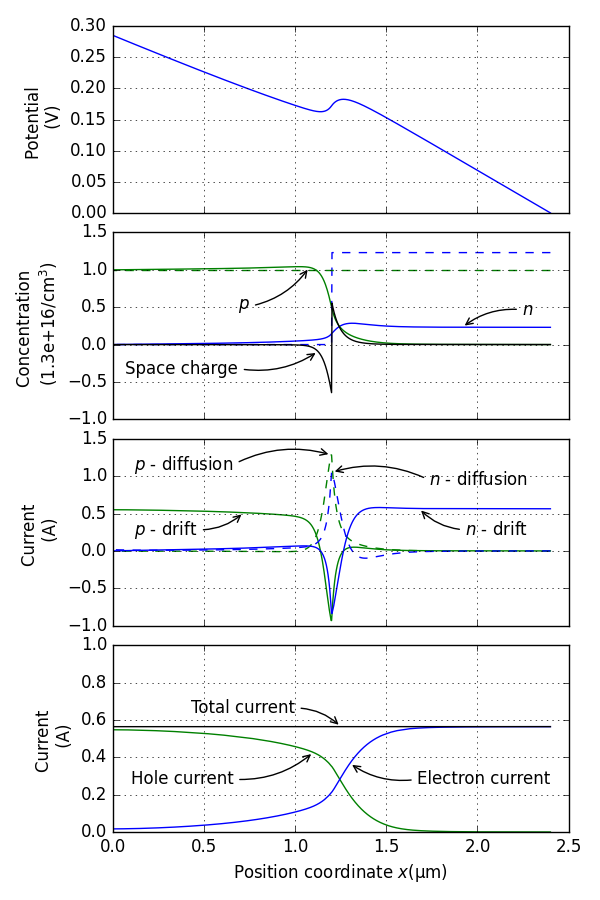 0.30
0.25
0.20
0.15
0.10
0.05
0.00
Potential
(V)
1.5
1.0
0.5
0.0
−0.5
−1.0
Concentration
(1.3e+16/cm³)
p
n
Space charge
1.5
1.0
0.5
0.0
−0.5
−1.0
Current
(A)
p - diffusion
n - diffusion
p - drift
n - drift
1.0
0.8
0.6
0.4
0.2
0.0
Current
(A)
Total current
Hole current
Electron current
0.0 0.5 1.0 1.5 2.0 2.5
Position coordinate x(μm)